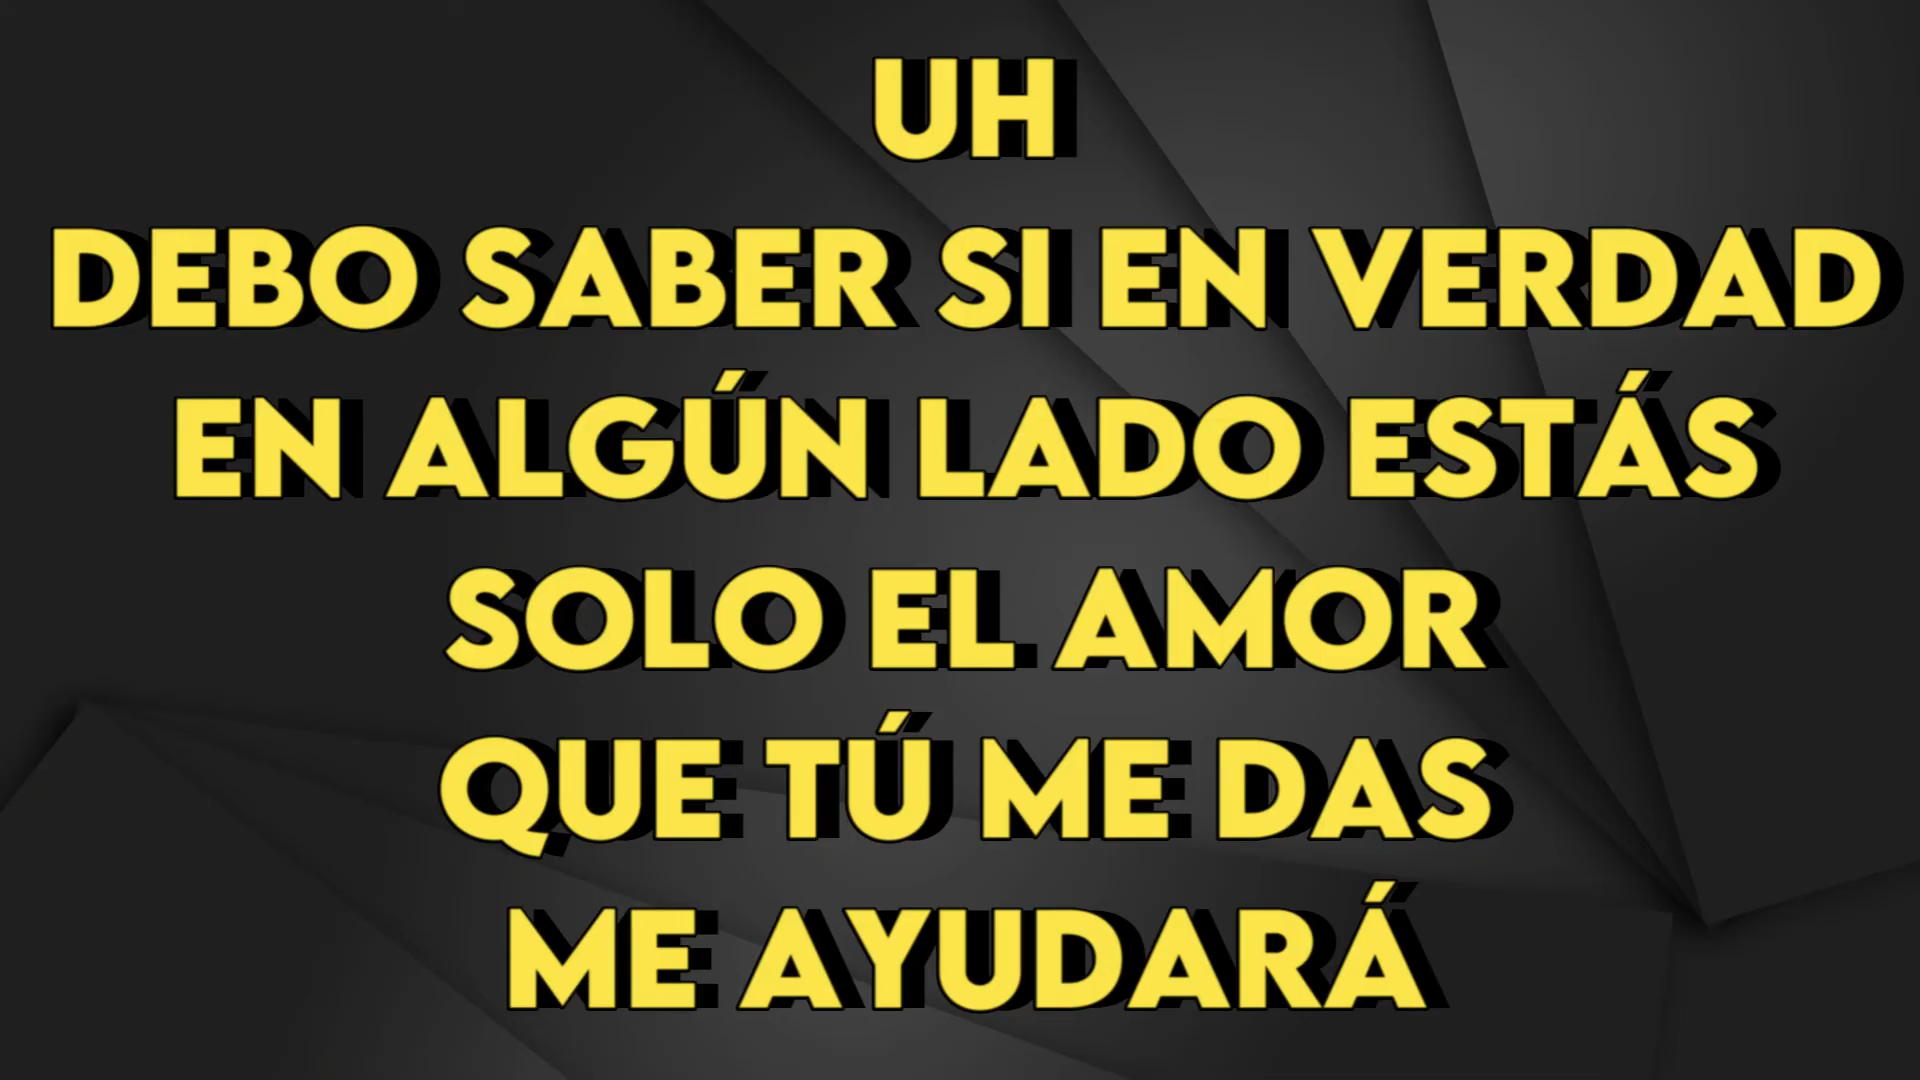 UH
DEBO SABER SI EN VERDAD
EN ALGÚN LADO ESTÁS
SOLO EL AMOR
QUE TÚ ME DAS
ME AYUDARÁ